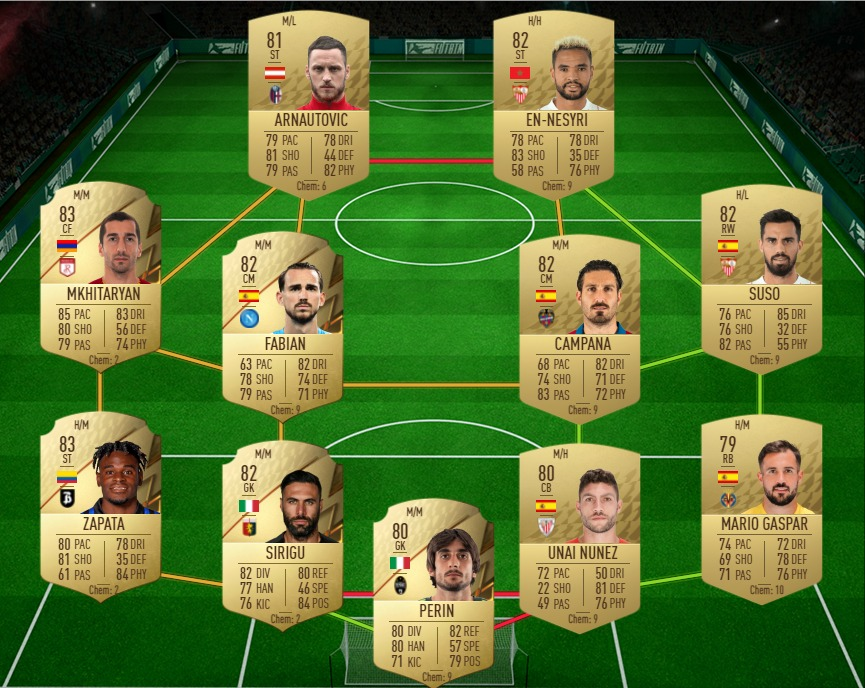 FUTBIN
FUTBIN
FUTBIN
M/L
81
ST
ARNAUTOVIC
79 PAC 78 DRI
81 SHO 44 DEF
79 PAS 82 PHY
Chem: 6
H/H
82
ST
EN-NESYRI
78 PAC 78 DRI
83 SHO 35 DEF
58 PAS 76 PHY
Chem: 9
M/M
83
CF
MKHITARYAN
85 PAC 83 DRI
80 SHO 56 DEF
79 PAS 74 PHY
Chem: 2
M/M
82
CM
FABIAN
63 PAC 82 DRI
78 SHO 74 DEF
79 PAS 71 PHY
Chem: 9
M/M
82
CM
CAMPANA
68 PAC 82 DRI
74 SHO 71 DEF
83 PAS 72 PHY
Chem: 9
H/L
82
RW
SUSO
76 PAC 85 DRI
76 SHO 32 DEF
82 PAS 55 PHY
Chem: 9
H/M
83
ST
ZAPATA
80 PAC 78 DRI
81 SHO 35 DEF
61 PAS 84 PHY
Chem: 2
M/M
82
GK
SIRIGU
82 DIV 80 REF
77 HAN 46 SPE
76 KIC 84 POS
Chem: 2
M/M
80
GK
PERIN
80 DIV 82 REF
80 HAN 57 SPE
71 KIC 79 POS
Chem: 9
M/H
80
CB
UNAI NUNEZ
72 PAC 50 DRI
22 SHO 81 DEF
49 PAS 76 PHY
Chem: 9
H/M
79
RB
MARIO GASPAR
74 PAC 72 DRI
69 SHO 78 DEF
71 PAS 76 PHY
Chem: 10